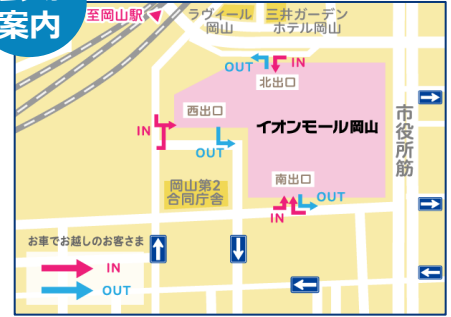 案内
至岡山駅
ラヴィール
岡山
三井ガーデン
ホテル岡山
OUT
IN
北出口
西出口
イオンモール岡山
市役所筋
IN
OUT
岡山第2
合同庁舎
南出口
OUT
IN
お車でお越しのお客さま
IN
OUT